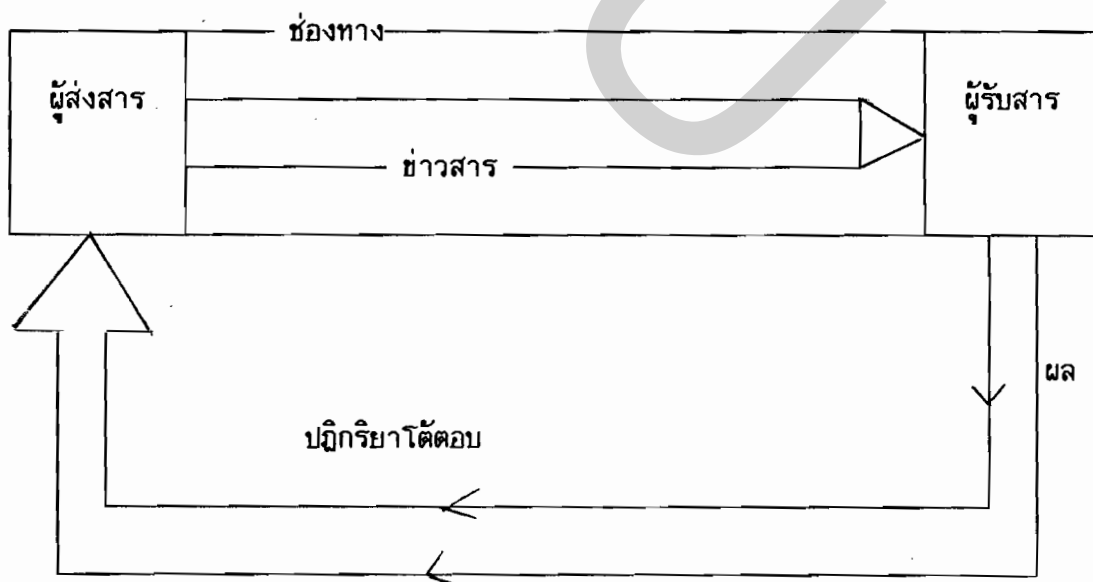 ช่องทาง
ผู้ส่งสาร
ผู้รับสาร
ข่าวสาร
ผล
ปฏิกริยาโต้ตอบ